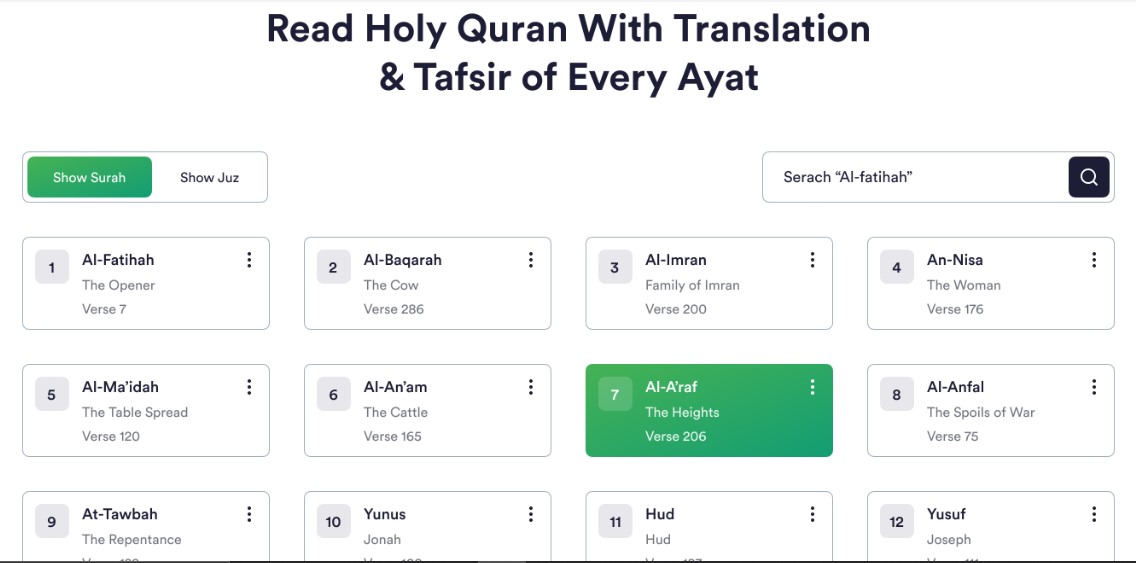 Read Holy Quran With Translation
& Tafsir of Every Ayat
Show Surah Show Juz Serach “Al-fatihah”
1 Al-Fatihah
The Opener
Verse 7
2 Al-Baqarah
The Cow
Verse 286
3 Al-Imran
Family of Imran
Verse 200
4 An-Nisa
The Woman
Verse 176
5 Al-Ma’idah
The Table Spread
Verse 120
6 Al-An’am
The Cattle
Verse 165
7 Al-A’raf
The Heights
Verse 206
8 Al-Anfal
The Spoils of War
Verse 75
9 At-Tawbah
The Repentance
10 Yunus
Jonah
11 Hud
Hud
12 Yusuf
Joseph